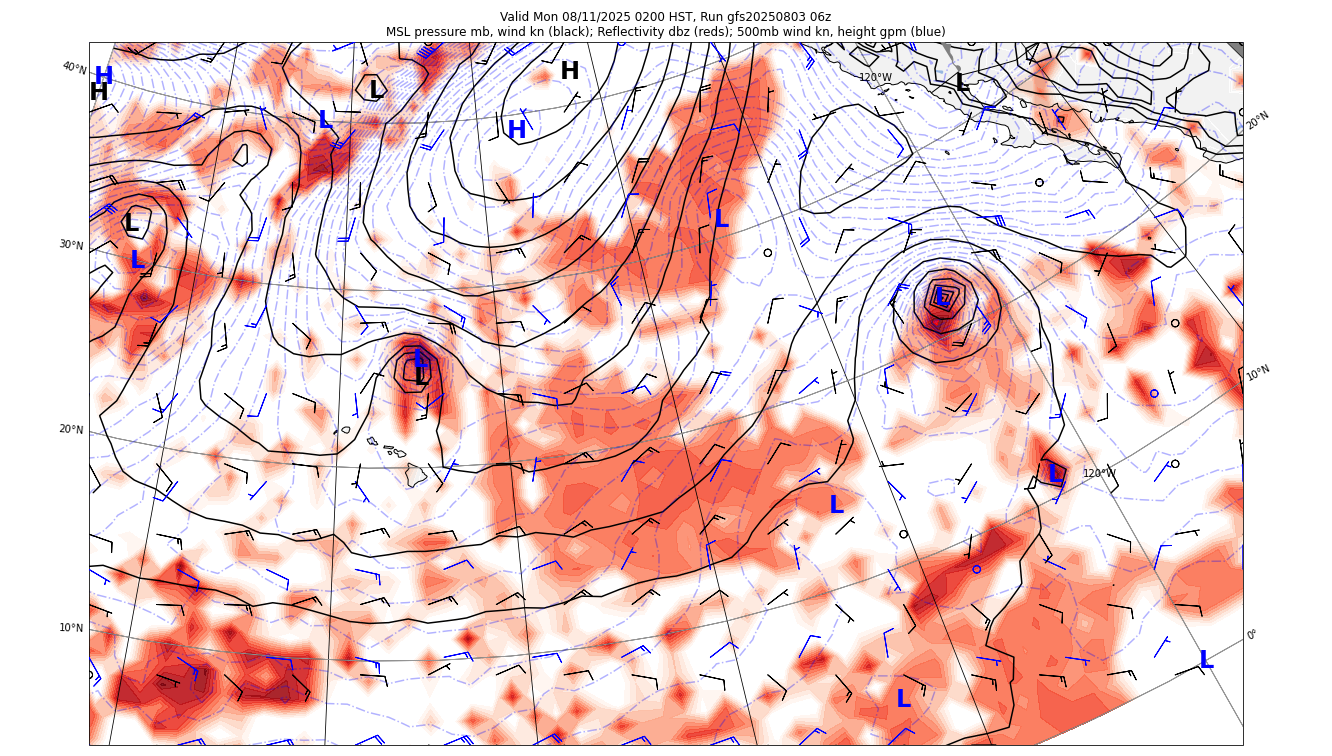 Valid Mon 08/11/2025 0200 HST, Run gfs20250803 06z
MSL pressure mb, wind kn (black); Reflectivity dbz (reds); 500mb wind kn, height gpm (blue)
40°N
H
H
L
H
L
H
L
120°W
20°N
L
L
30°N
L
L
L
L
10°N
20°N
L
120°W
L
10°N
0°
L
L